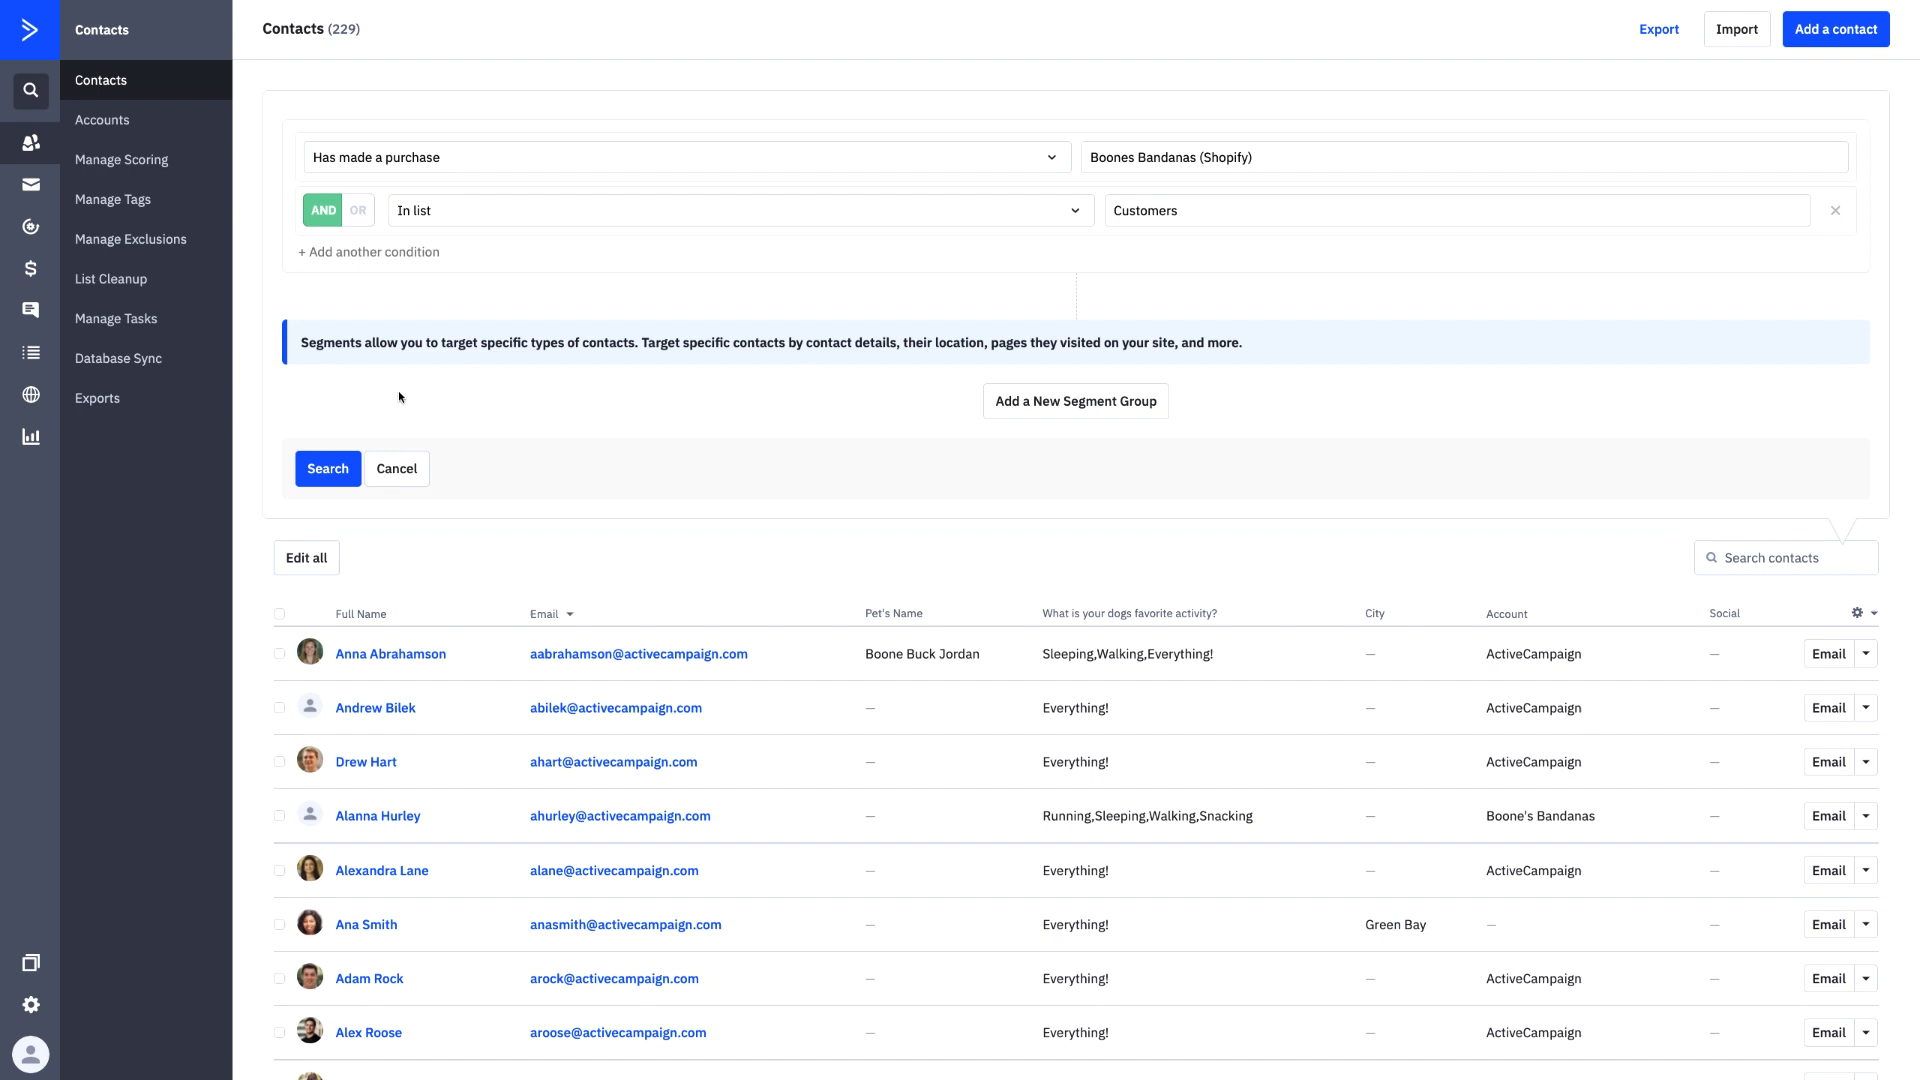 Contacts
Contacts (229)
Export
Import
Add a contact
Contacts
Accounts
Manage Scoring
Manage Tags
Manage Exclusions
List Cleanup
Manage Tasks
Database Sync
Exports
Has made a purchase
Boones Bandanas (Shopify)
AND OR
In list
Customers
+ Add another condition
Segments allow you to target specific types of contacts. Target specific contacts by contact details, their location, pages they visited on your site, and more.
Add a New Segment Group
Search
Cancel
Edit all
Search contacts
Full Name Email Pet's Name What is your dogs favorite activity? City Account Social
Anna Abrahamson aabrahamson@activecampaign.com Boone Buck Jordan Sleeping,Walking,Everything! — ActiveCampaign — Email
Andrew Bilek abilek@activecampaign.com — Everything! — ActiveCampaign — Email
Drew Hart ahart@activecampaign.com — Everything! — ActiveCampaign — Email
Alanna Hurley ahurley@activecampaign.com — Running,Sleeping,Walking,Snacking — Boone's Bandanas — Email
Alexandra Lane alane@activecampaign.com — Everything! — ActiveCampaign — Email
Ana Smith anasmith@activecampaign.com — Everything! Green Bay — — Email
Adam Rock arock@activecampaign.com — Everything! — ActiveCampaign — Email
Alex Roose aroose@activecampaign.com — Everything! — ActiveCampaign — Email